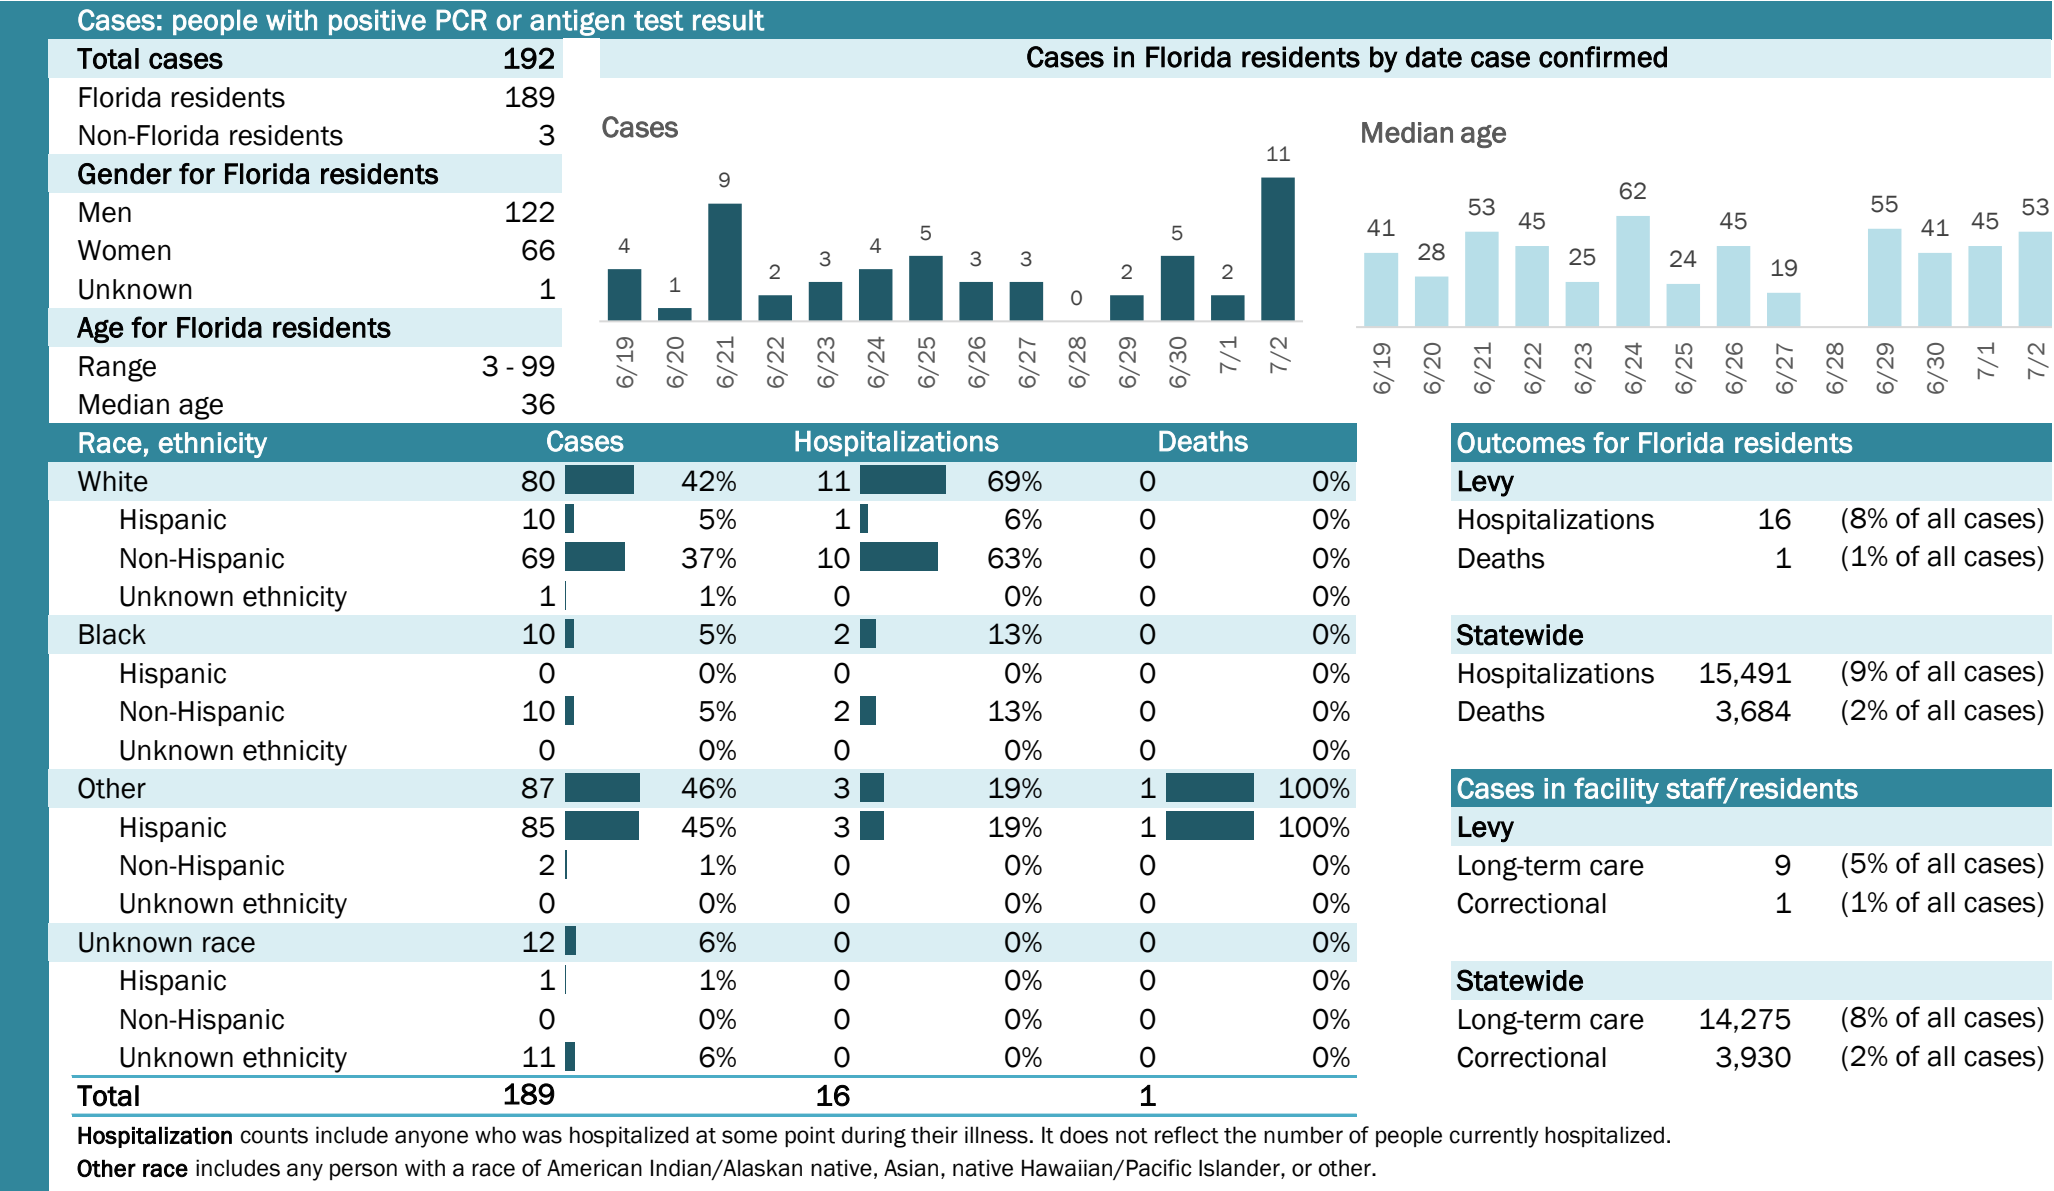 Cases: people with positive PCR or antigen test result
Total cases 192
Florida residents 189
Non-Florida residents 3
Gender for Florida residents
Men 122
Women 66
Unknown 1
Age for Florida residents
Range 3 - 99
Median age 36
Cases in Florida residents by date case confirmed
Cases
4 1 9 2 3 4 5 3 3 0 2 5 2 11
6/19 6/20 6/21 6/22 6/23 6/24 6/25 6/26 6/27 6/28 6/29 6/30 7/1 7/2
Median age
41 28 53 45 25 62 24 45 19 55 41 45 53
6/19 6/20 6/21 6/22 6/23 6/24 6/25 6/26 6/27 6/28 6/29 6/30 7/1 7/2
Race, ethnicity Cases Hospitalizations Deaths
White 80 42% 11 69% 0 0%
Hispanic 10 5% 1 6% 0 0%
Non-Hispanic 69 37% 10 63% 0 0%
Unknown ethnicity 1 1% 0 0% 0 0%
Black 10 5% 2 13% 0 0%
Hispanic 0 0% 0 0% 0 0%
Non-Hispanic 10 5% 2 13% 0 0%
Unknown ethnicity 0 0% 0 0% 0 0%
Other 87 46% 3 19% 1 100%
Hispanic 85 45% 3 19% 1 100%
Non-Hispanic 2 1% 0 0% 0 0%
Unknown ethnicity 0 0% 0 0% 0 0%
Unknown race 12 6% 0 0% 0 0%
Hispanic 1 1% 0 0% 0 0%
Non-Hispanic 0 0% 0 0% 0 0%
Unknown ethnicity 11 6% 0 0% 0 0%
Total 189 16 1
Outcomes for Florida residents
Levy
Hospitalizations 16 (8% of all cases)
Deaths 1 (1% of all cases)
Statewide
Hospitalizations 15,491 (9% of all cases)
Deaths 3,684 (2% of all cases)
Cases in facility staff/residents
Levy
Long-term care 9 (5% of all cases)
Correctional 1 (1% of all cases)
Statewide
Long-term care 14,275 (8% of all cases)
Correctional 3,930 (2% of all cases)
Hospitalization counts include anyone who was hospitalized at some point during their illness. It does not reflect the number of people currently hospitalized.
Other race includes any person with a race of American Indian/Alaskan native, Asian, native Hawaiian/Pacific Islander, or other.